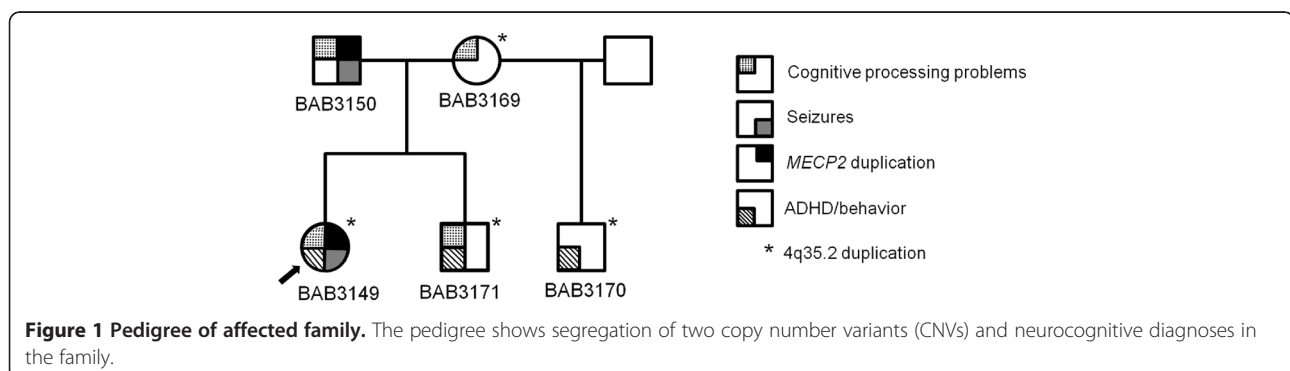 *
BAB3150
BAB3169
* * *
BAB3149
BAB3171
BAB3170
Cognitive processing problems
Seizures
MECP2 duplication
ADHD/behavior
* 4q35.2 duplication
Figure 1 Pedigree of affected family. The pedigree shows segregation of two copy number variants (CNVs) and neurocognitive diagnoses in
the family.